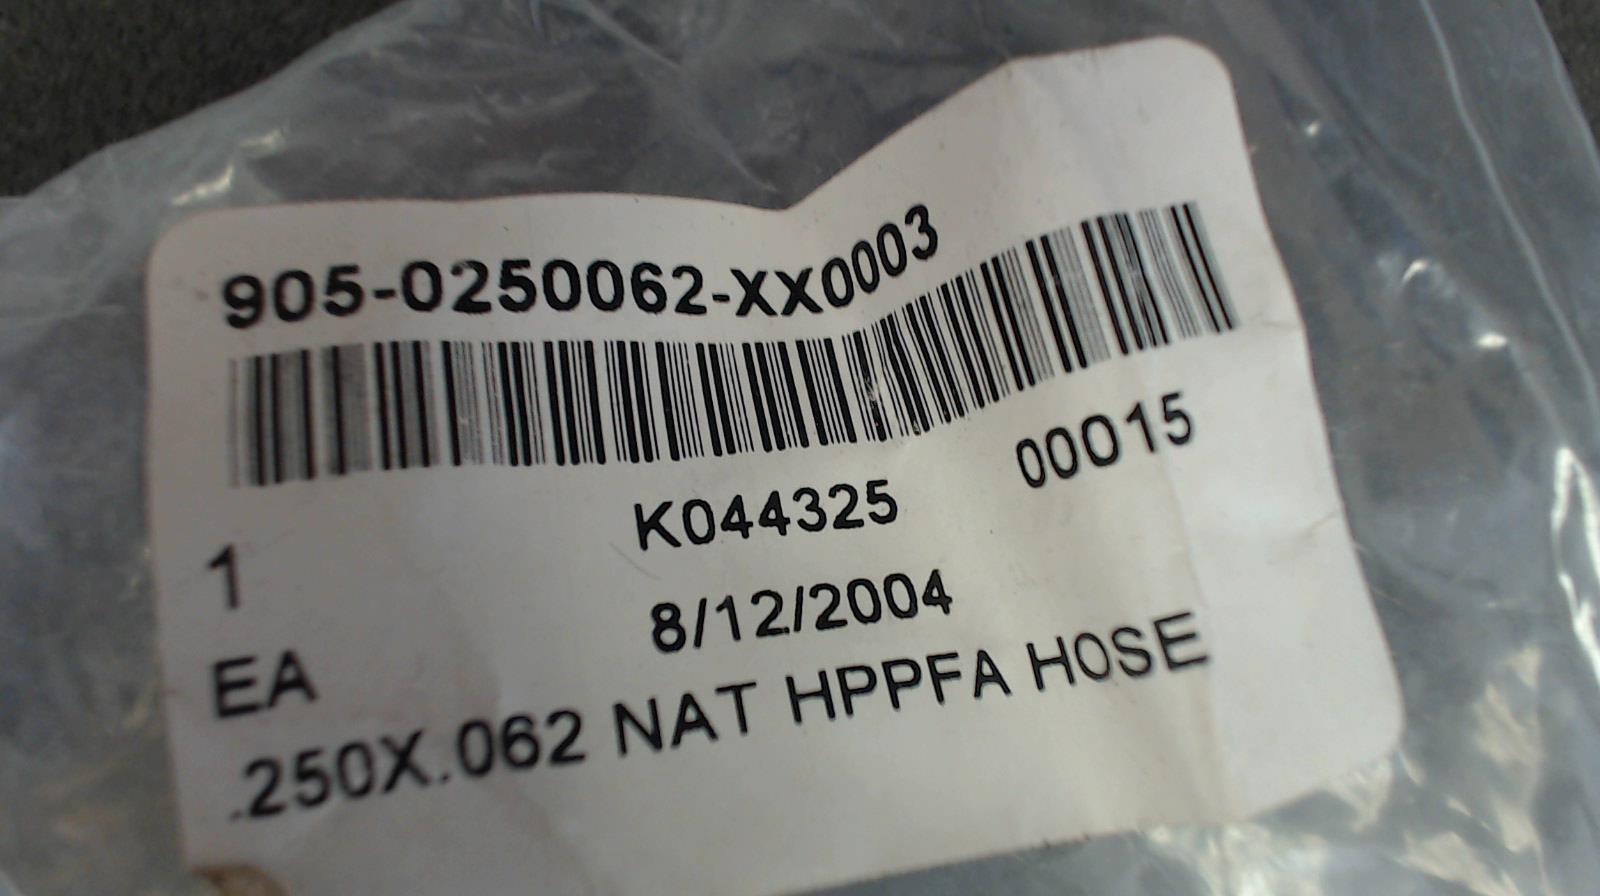 905-0250062-XX0003
1 K044325 00015
EA 8/12/2004
.250X.062 NAT HPPFA HOSE